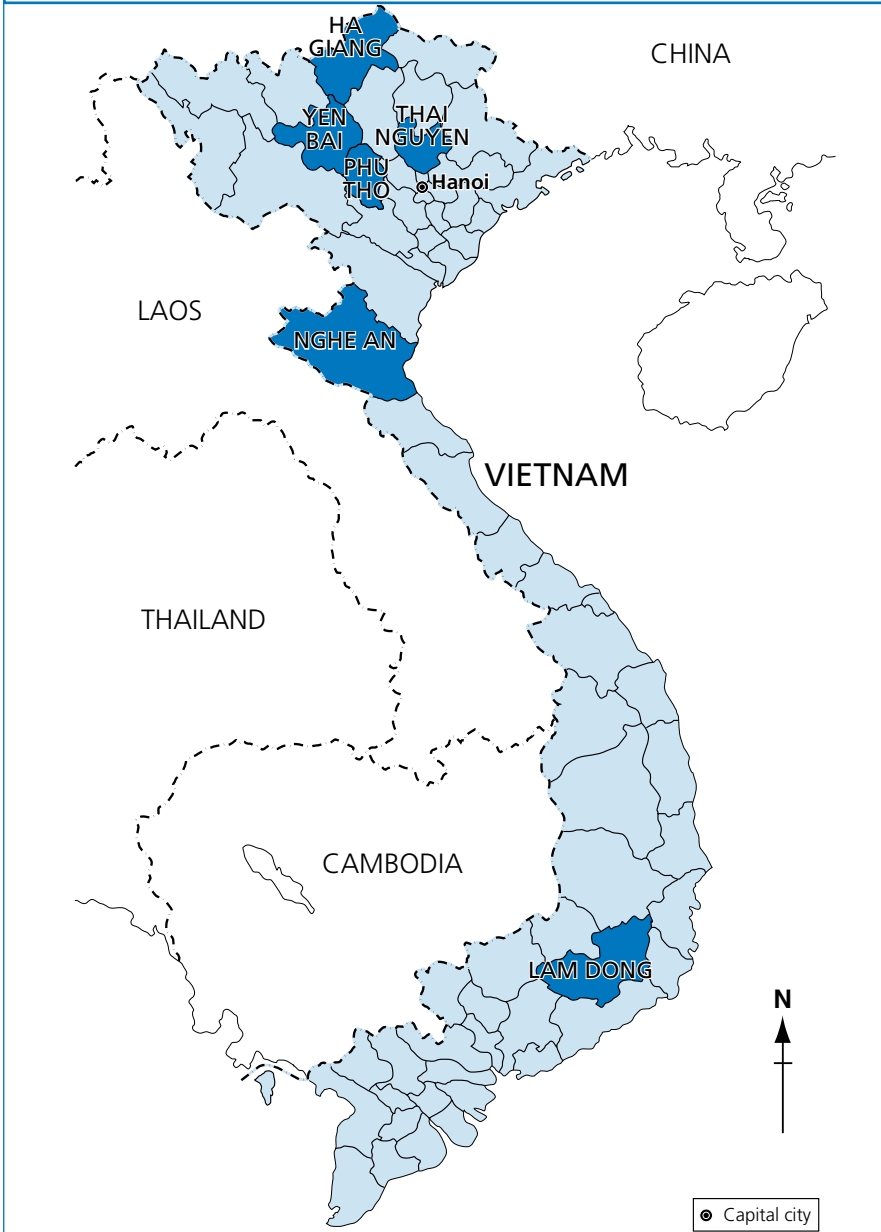 HA
GIANG
CHINA
YEN
BAI
THAI
NGUYEN
PHU
THO
Hanoi
LAOS
NGHE AN
VIETNAM
THAILAND
CAMBODIA
LAM DONG
N
Capital city